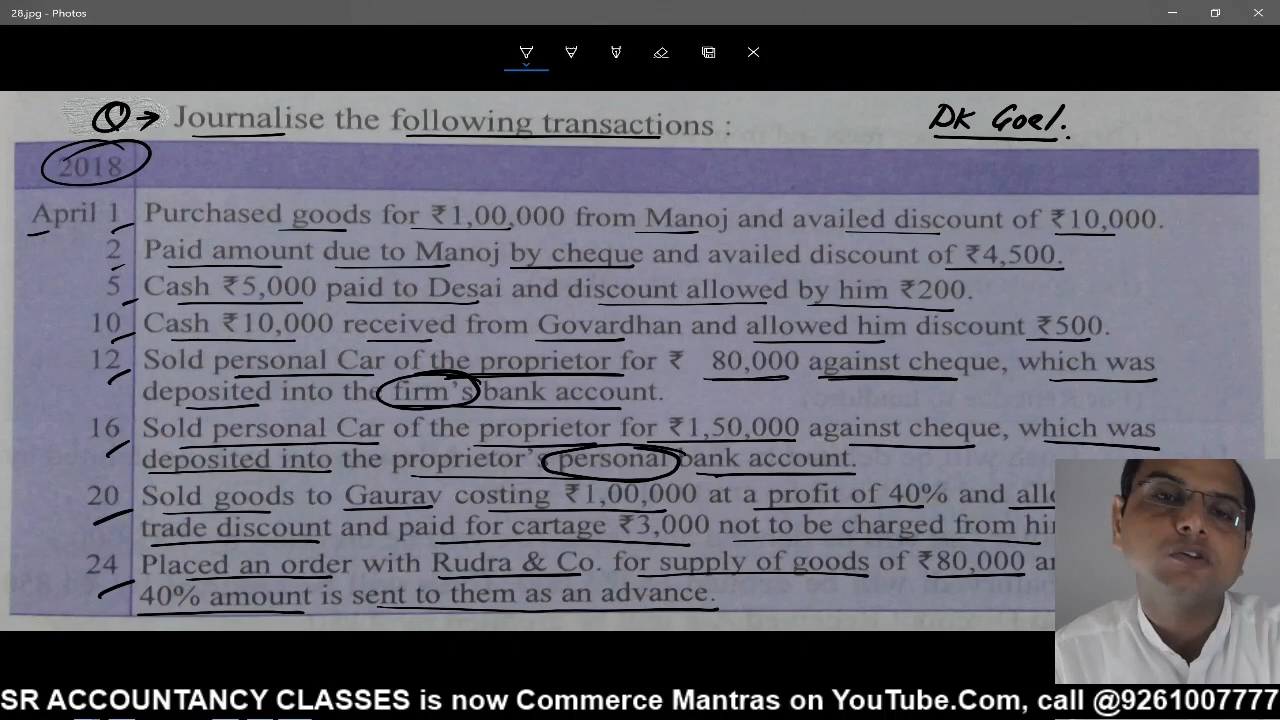 28.jpg - Photos
Q → Journalise the following transactions : DK Goel.
2018
April 1 Purchased goods for ₹1,00,000 from Manoj and availed discount of ₹10,000.
2 Paid amount due to Manoj by cheque and availed discount of ₹4,500.
5 Cash ₹5,000 paid to Desai and discount allowed by him ₹200.
10 Cash ₹10,000 received from Govardhan and allowed him discount ₹500.
12 Sold personal Car of the proprietor for ₹ 80,000 against cheque, which was
deposited into the firm's bank account.
16 Sold personal Car of the proprietor for ₹1,50,000 against cheque, which was
deposited into the proprietor's personal bank account.
20 Sold goods to Gaurav costing ₹1,00,000 at a profit of 40% and
trade discount and paid for cartage ₹3,000 not to be charged from
24 Placed an order with Rudra & Co. for supply of goods of ₹80,000
40% amount is sent to them as an advance.
SR ACCOUNTANCY CLASSES is now Commerce Mantras on YouTube.Com, call @9261007777